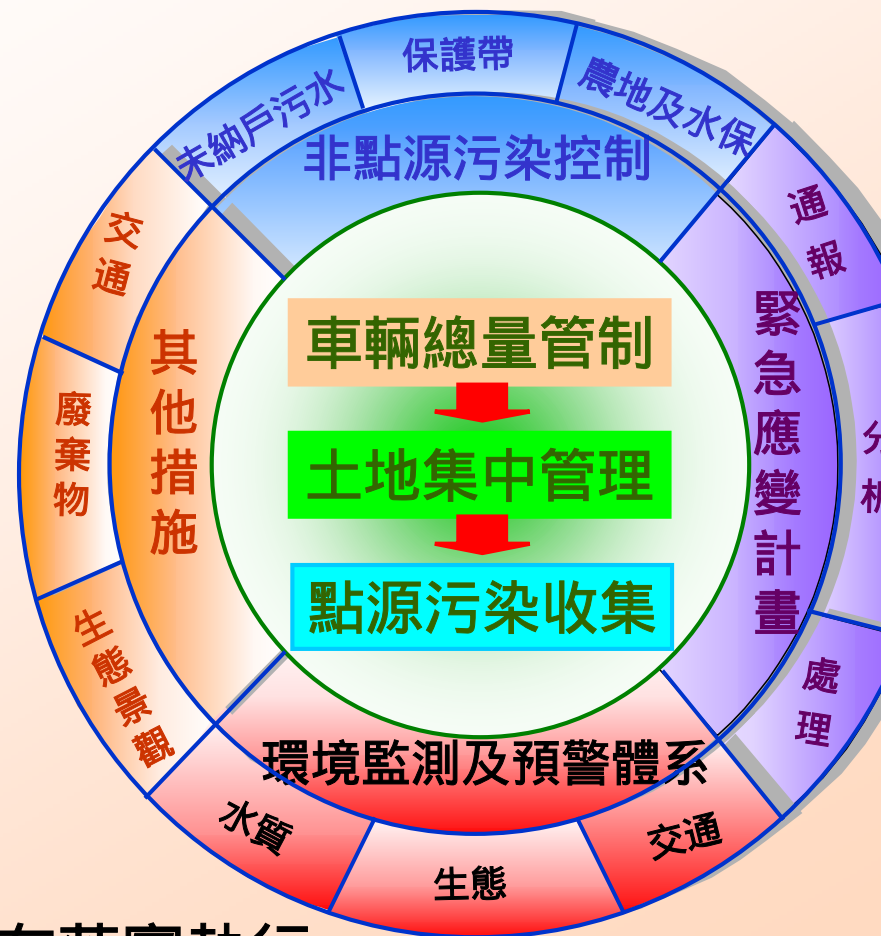 保護帶
未納戶污水
農地及水保
非點源污染控制
交通
通報
車輛總量管制
其他措施
緊急應變計畫
廢棄物
土地集中管理
點源污染收集
生態景觀
處理
環境監測及預警體系
水質
交通
生態